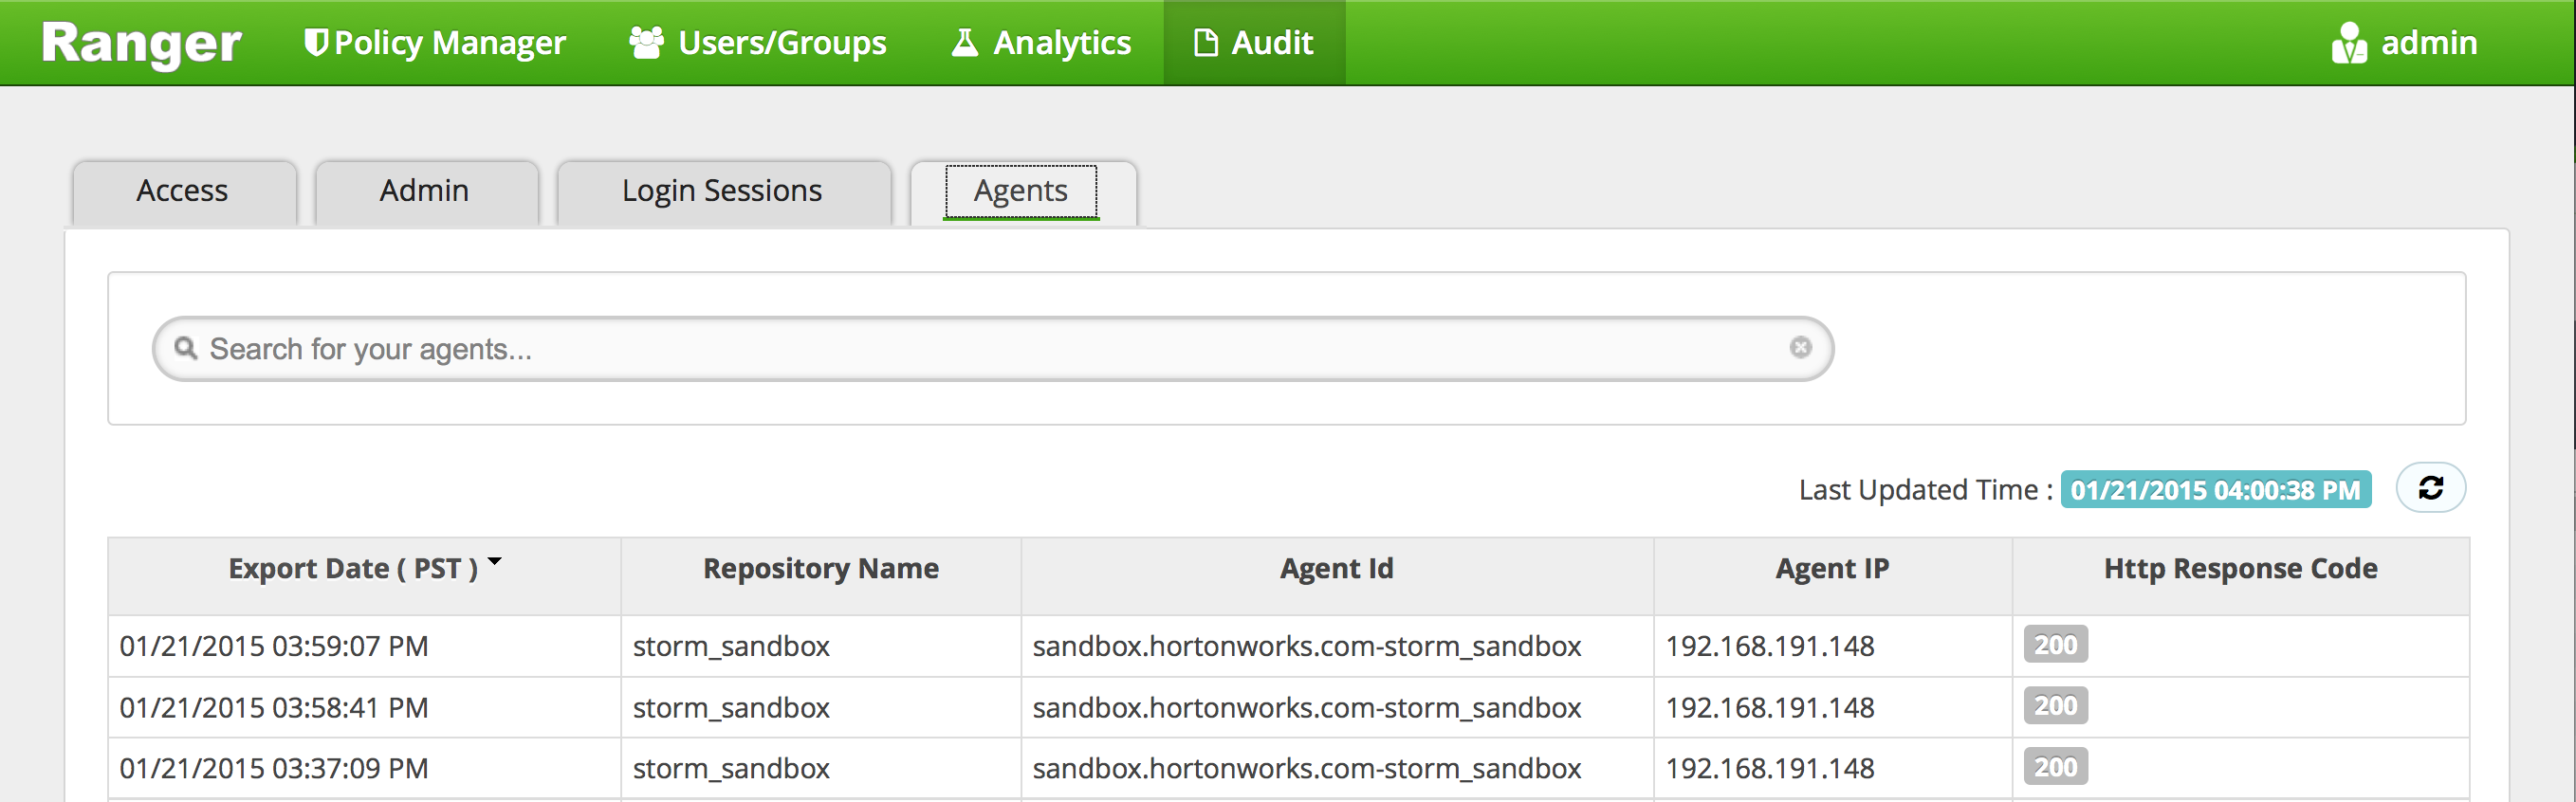 Ranger Policy Manager Users/Groups Analytics Audit admin
Access Admin Login Sessions Agents
Search for your agents...
Last Updated Time : 01/21/2015 04:00:38 PM
Export Date ( PST ) Repository Name Agent Id Agent IP Http Response Code
01/21/2015 03:59:07 PM storm_sandbox sandbox.hortonworks.com-storm_sandbox 192.168.191.148 200
01/21/2015 03:58:41 PM storm_sandbox sandbox.hortonworks.com-storm_sandbox 192.168.191.148 200
01/21/2015 03:37:09 PM storm_sandbox sandbox.hortonworks.com-storm_sandbox 192.168.191.148 200